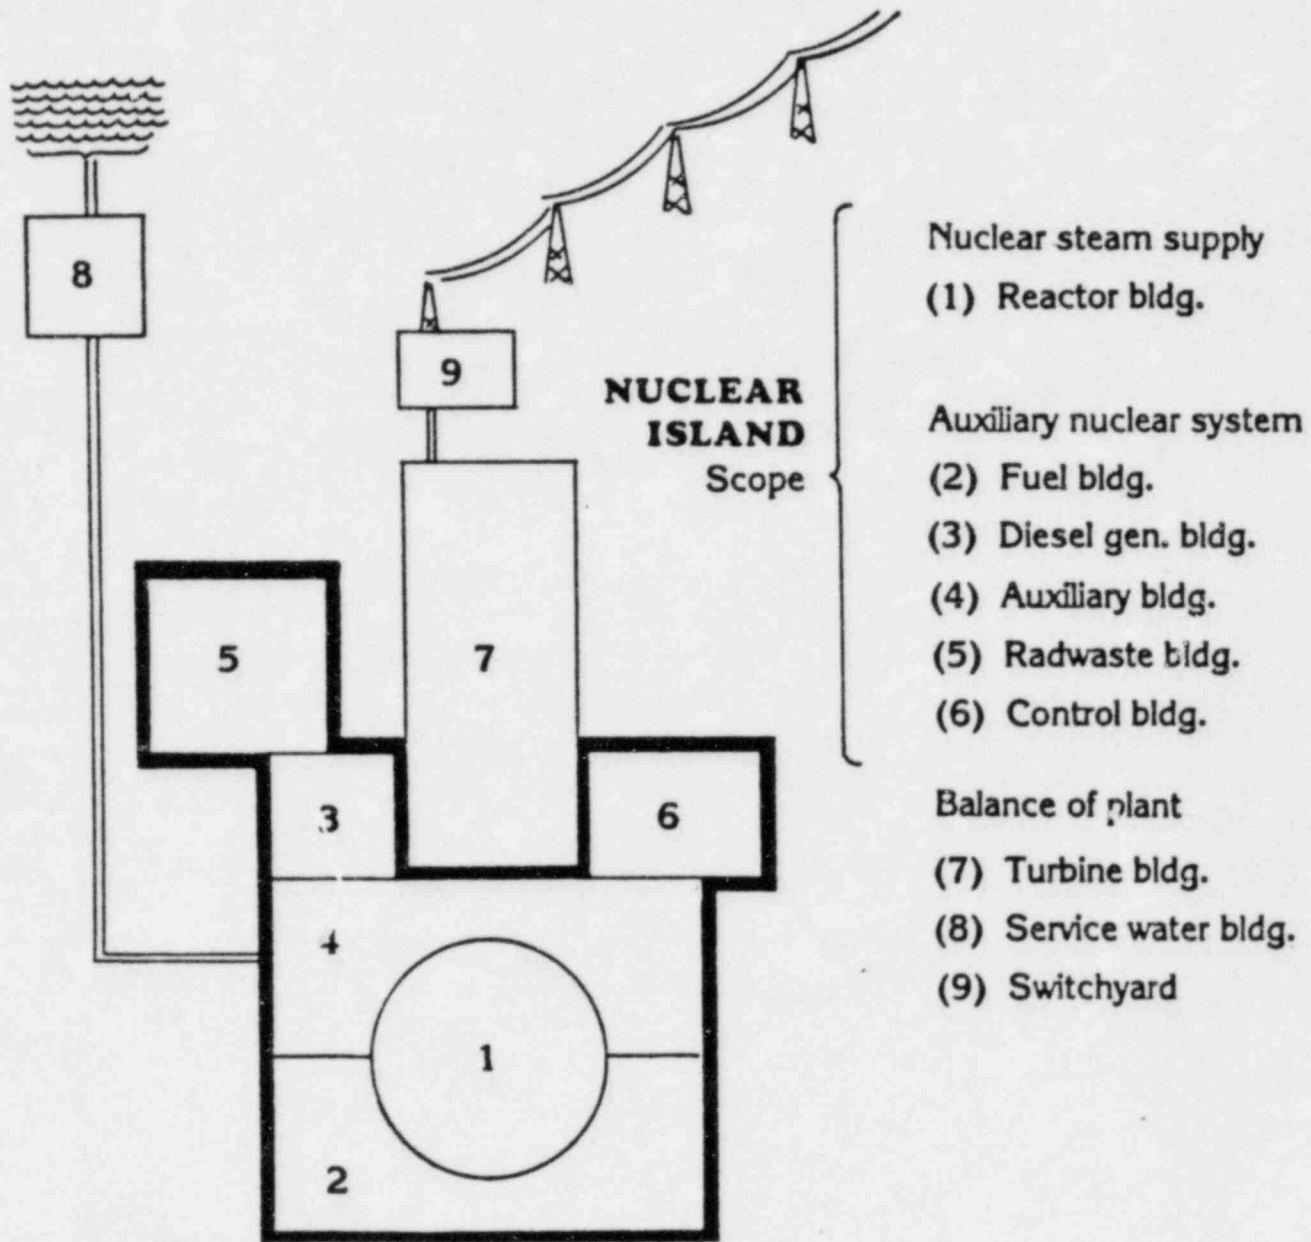 8
9
5
7
3
6
4
1
2
NUCLEAR
ISLAND
Scope
Nuclear steam supply
(1) Reactor bldg.
Auxiliary nuclear system
(2) Fuel bldg.
(3) Diesel gen. bldg.
(4) Auxiliary bldg.
(5) Radwaste bldg.
(6) Control bldg.
Balance of plant
(7) Turbine bldg.
(8) Service water bldg.
(9) Switchyard